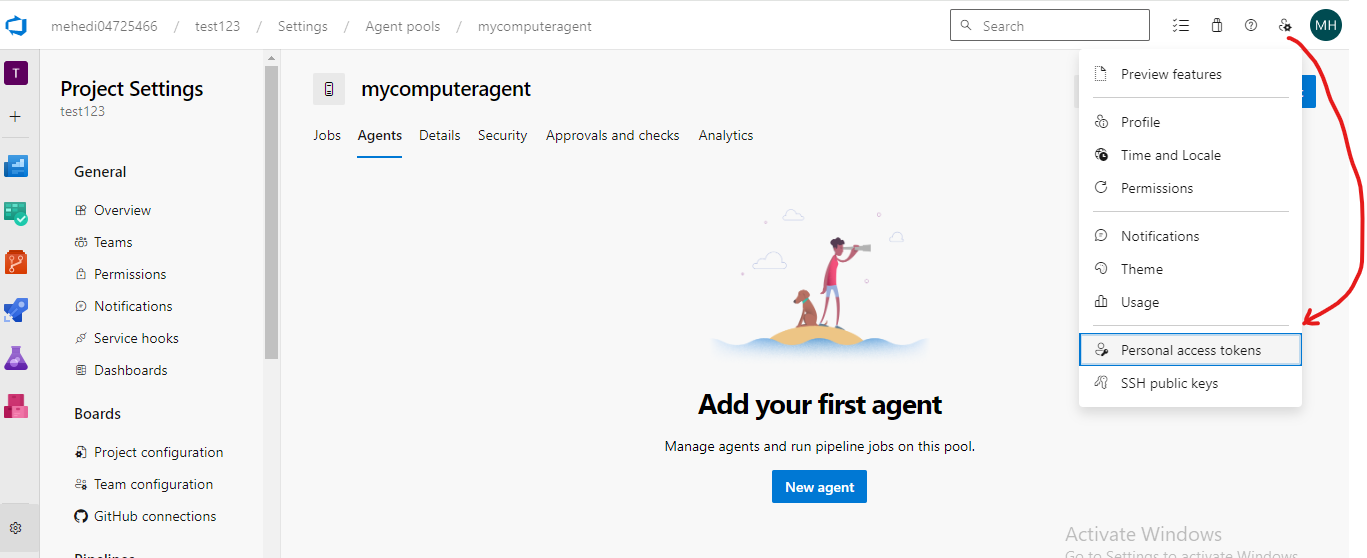 mehedi04725466 / test123 / Settings / Agent pools / mycomputeragent
Search
MH
T
Project Settings
test123
General
Overview
Teams
Permissions
Notifications
Service hooks
Dashboards
Boards
Project configuration
Team configuration
GitHub connections
Pipelines
mycomputeragent
Jobs
Agents
Details
Security
Approvals and checks
Analytics
Add your first agent
Manage agents and run pipeline jobs on this pool.
New agent
Preview features
Profile
Time and Locale
Permissions
Notifications
Theme
Usage
Personal access tokens
SSH public keys
Activate Windows
Go to Settings to activate Windows.